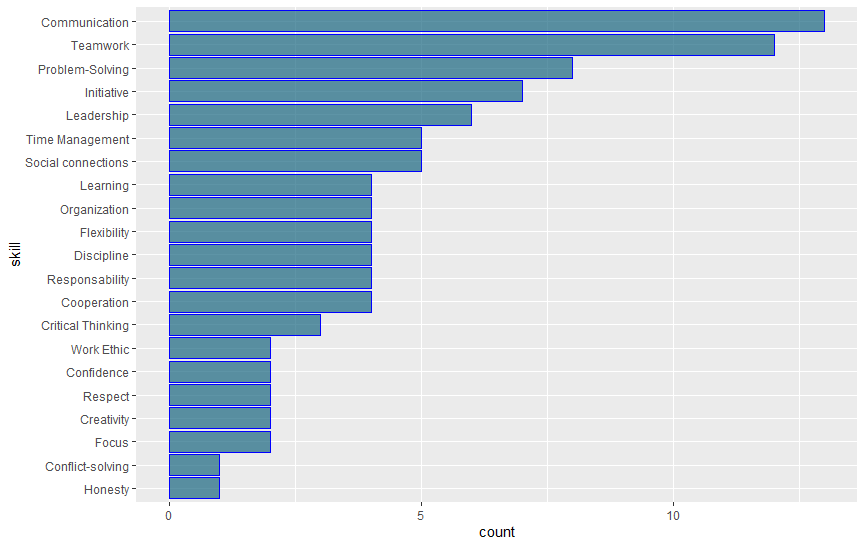 Communication
Teamwork
Problem-Solving
Initiative
Leadership
Time Management
Social connections
Learning
Organization
Flexibility
Discipline
Responsability
Cooperation
Critical Thinking
Work Ethic
Confidence
Respect
Creativity
Focus
Conflict-solving
Honesty
skill
0 5 10
count